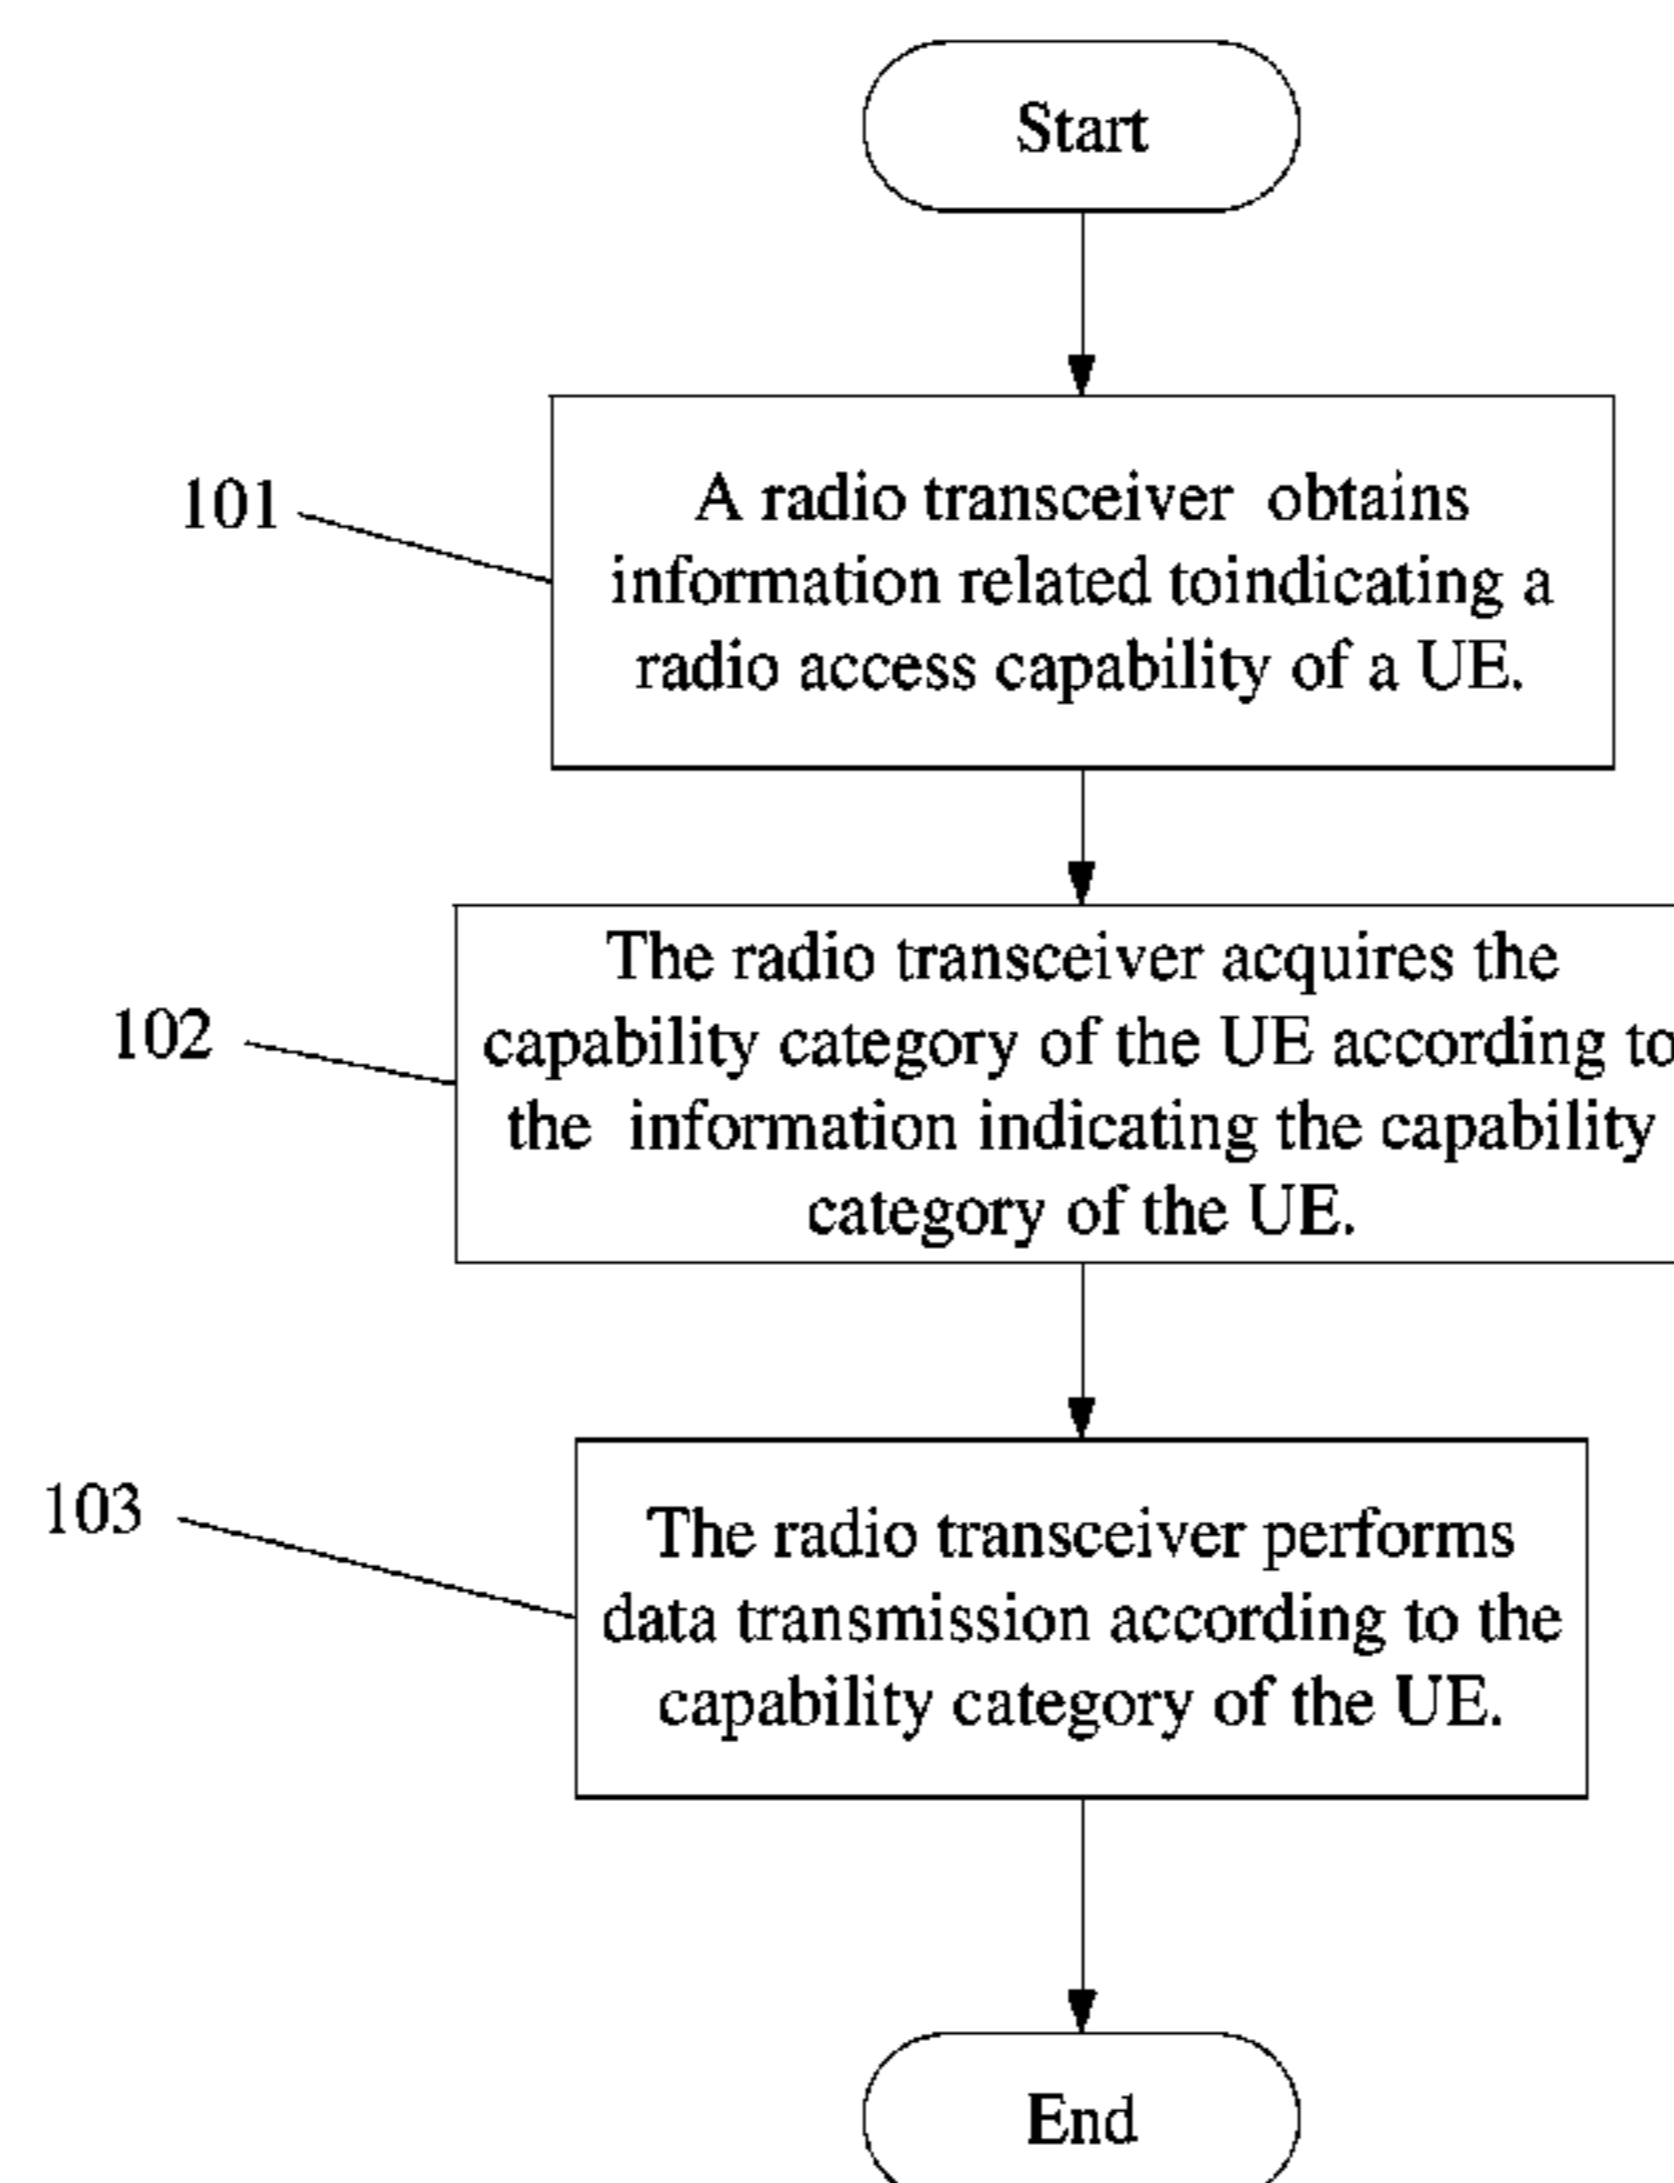 Start
101
A radio transceiver obtains
information related toindicating a
radio access capability of a UE.
102
The radio transceiver acquires the
capability category of the UE according to
the information indicating the capability
category of the UE.
103
The radio transceiver performs
data transmission according to the
capability category of the UE.
End